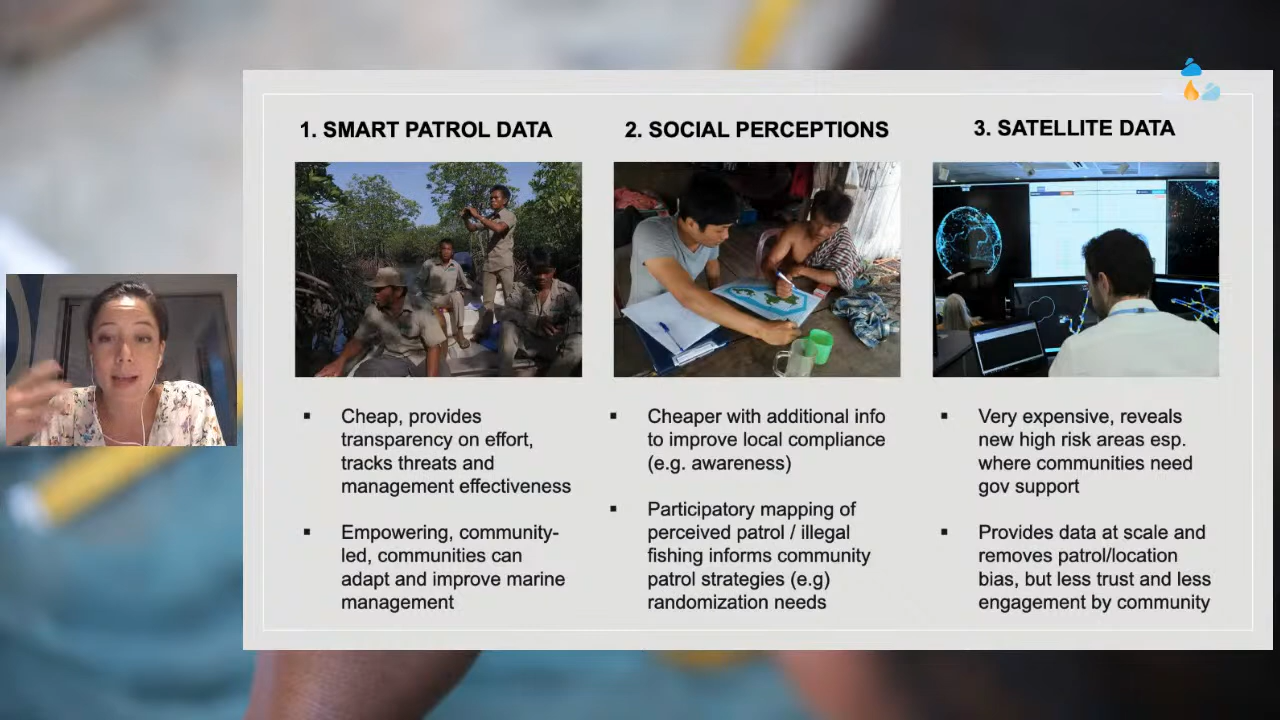 1. SMART PATROL DATA
2. SOCIAL PERCEPTIONS
3. SATELLITE DATA
▪ Cheap, provides
transparency on effort,
tracks threats and
management effectiveness
▪ Empowering, community-
led, communities can
adapt and improve marine
management
▪ Cheaper with additional info
to improve local compliance
(e.g. awareness)
▪ Participatory mapping of
perceived patrol / illegal
fishing informs community
patrol strategies (e.g)
randomization needs
▪ Very expensive, reveals
new high risk areas esp.
where communities need
gov support
▪ Provides data at scale and
removes patrol/location
bias, but less trust and less
engagement by community